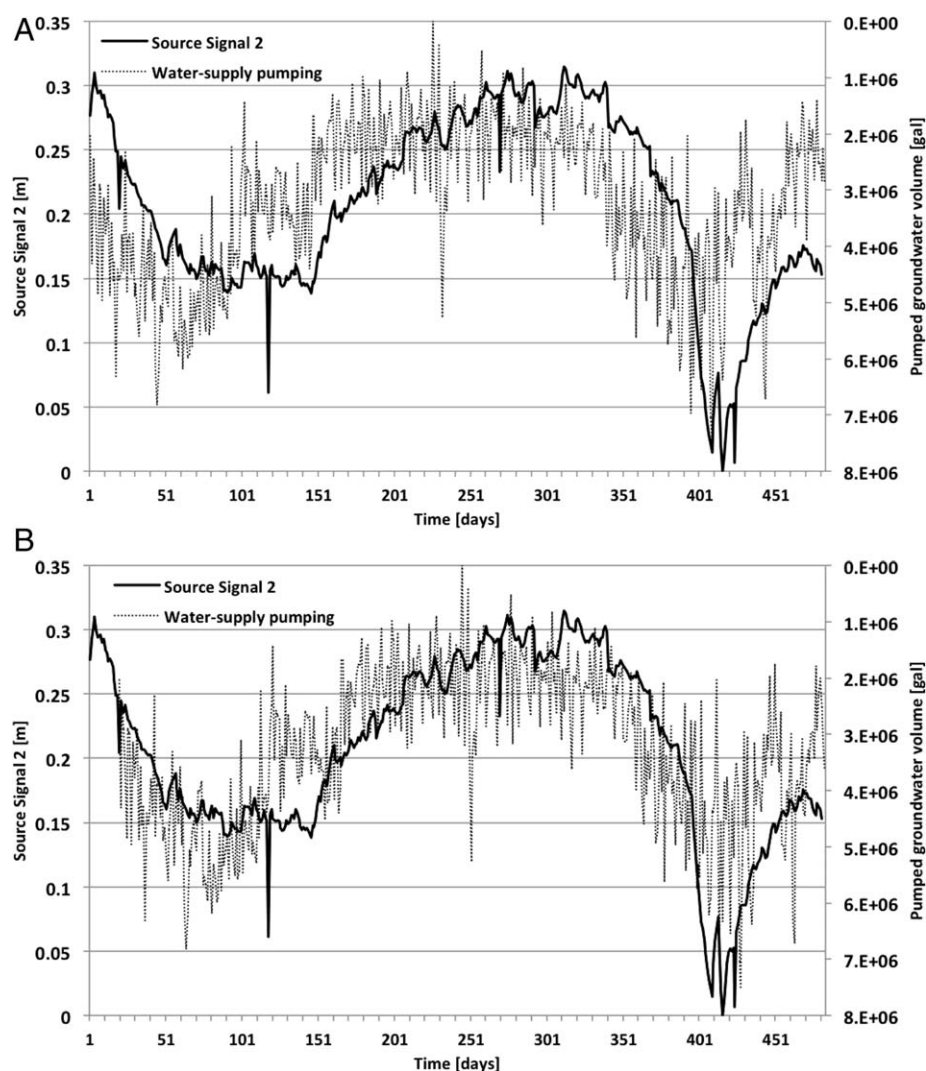 A
Source Signal 2
Water-supply pumping
Source Signal 2 [m]
0.35
0.3
0.25
0.2
0.15
0.1
0.05
0
0.E+00
1.E+06
2.E+06
3.E+06
4.E+06
5.E+06
6.E+06
7.E+06
8.E+06
Pumped groundwater volume [gal]
1 51 101 151 201 251 301 351 401 451
Time [days]
B
Source Signal 2
Water-supply pumping
Source Signal 2 [m]
0.35
0.3
0.25
0.2
0.15
0.1
0.05
0
0.E+00
1.E+06
2.E+06
3.E+06
4.E+06
5.E+06
6.E+06
7.E+06
8.E+06
Pumped groundwater volume [gal]
1 51 101 151 201 251 301 351 401 451
Time [days]